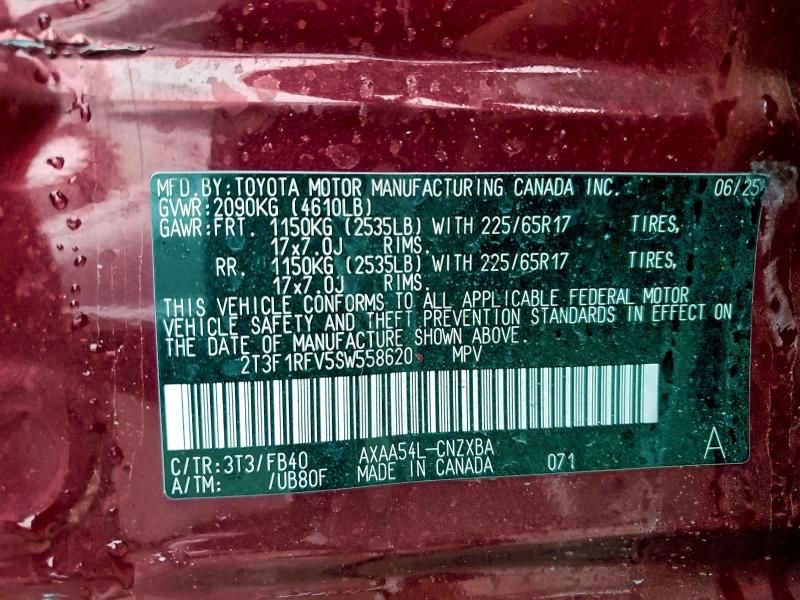 MFD.BY:TOYOTA MOTOR MANUFACTURING CANADA INC. 06/25
GVWR:2090KG (4610LB)
GAWR:FRT. 1150KG (2535LB) WITH 225/65R17 TIRES,
17x7.0J RIMS.
RR. 1150KG (2535LB) WITH 225/65R17 TIRES,
17x7.0J RIMS.
THIS VEHICLE CONFORMS TO ALL APPLICABLE FEDERAL MOTOR
VEHICLE SAFETY AND THEFT PREVENTION STANDARDS IN EFFECT ON
THE DATE OF MANUFACTURE SHOWN ABOVE.
2T3F1RFV5SW558620 MPV
C/TR:3T3/FB40 AXAA54L-CNZXBA
A/TM: /UB80F MADE IN CANADA 071 A